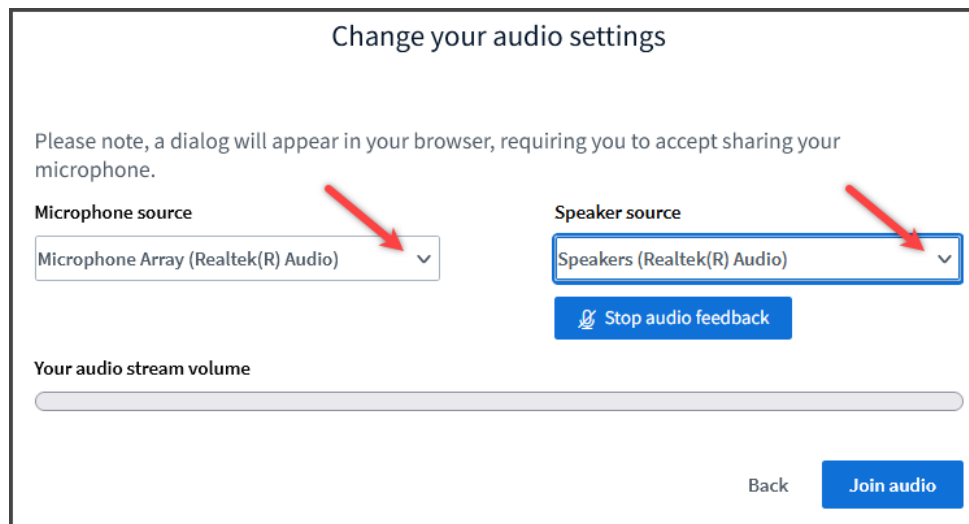 Change your audio settings
Please note, a dialog will appear in your browser, requiring you to accept sharing your
microphone.
Microphone source
Speaker source
Microphone Array (Realtek(R) Audio)
Speakers (Realtek(R) Audio)
Stop audio feedback
Your audio stream volume
Back
Join audio